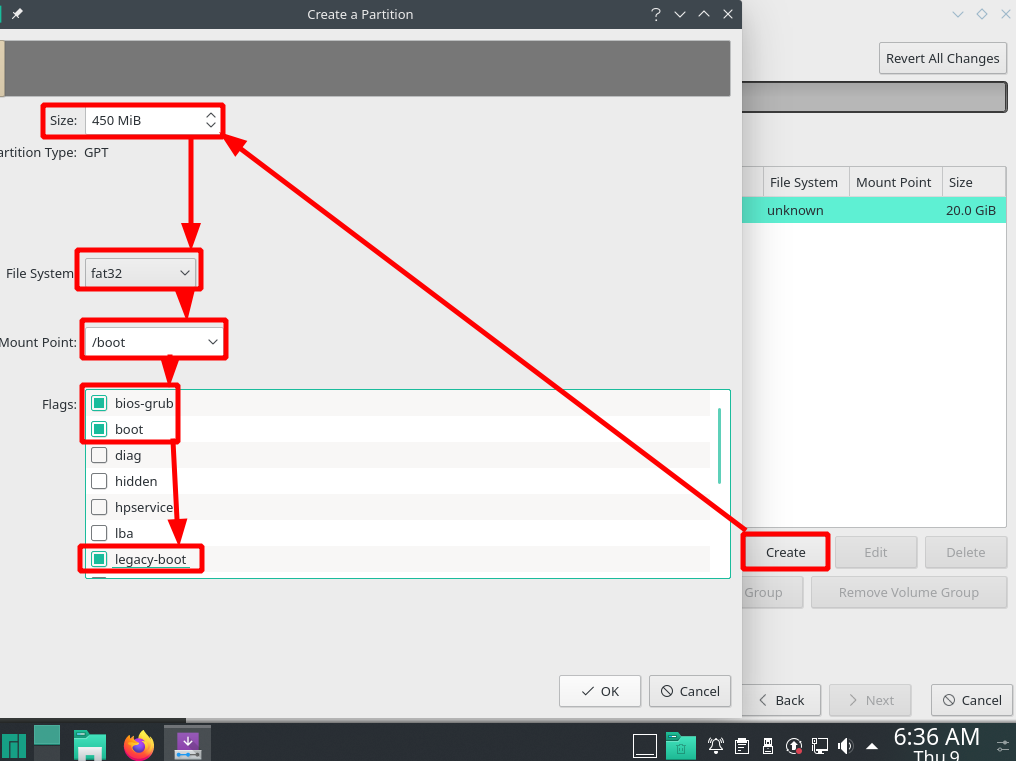 Create a Partition
?
Revert All Changes
Size: 450 MiB
artition Type: GPT
File System Mount Point Size
unknown 20.0 GiB
File System fat32
Mount Point: /boot
Flags:
bios-grub
boot
diag
hidden
hpservice
lba
legacy-boot
Create Edit Delete
Group Remove Volume Group
OK Cancel
Back Next Cancel
6:36 AM
Thu 9